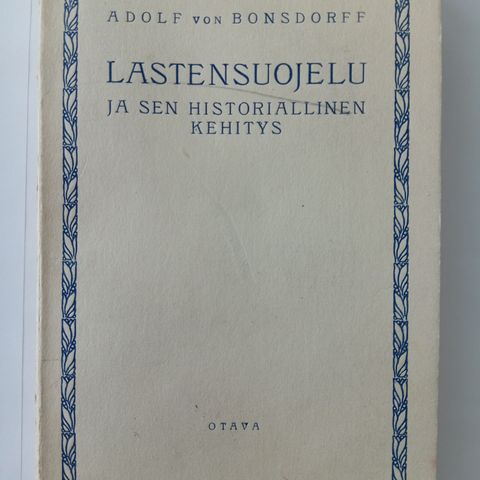 ADOLF VON BONSDORFF
LASTENSUOJELU
JA SEN HISTORIALLINEN
KEHITYS
OTAVA